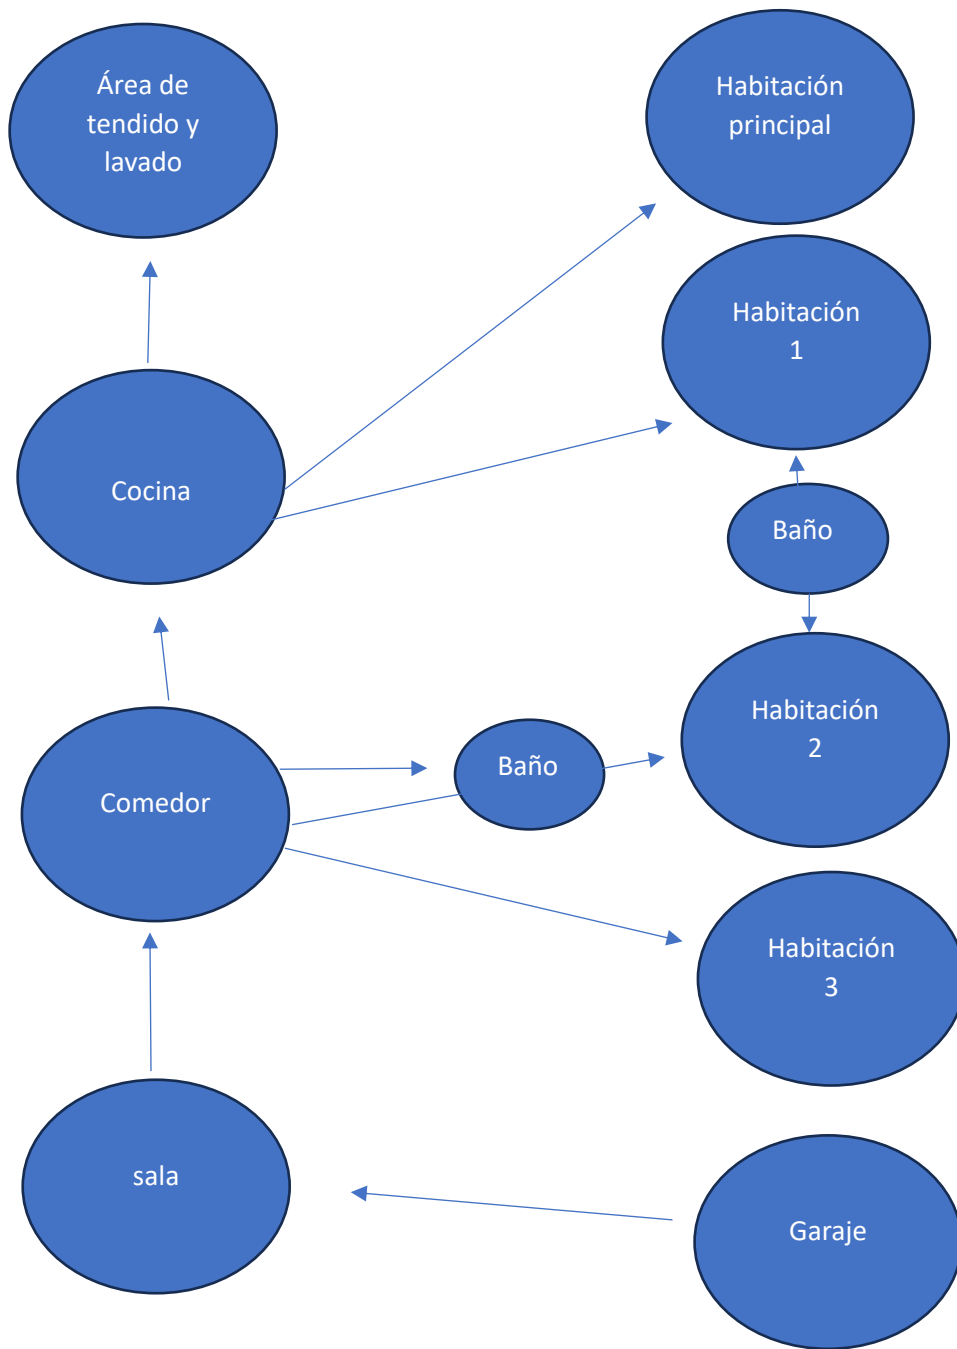 Área de
tendido y
lavado
Habitación
principal
Habitación
1
Cocina
Baño
Habitación
2
Baño
Comedor
Habitación
3
sala
Garaje